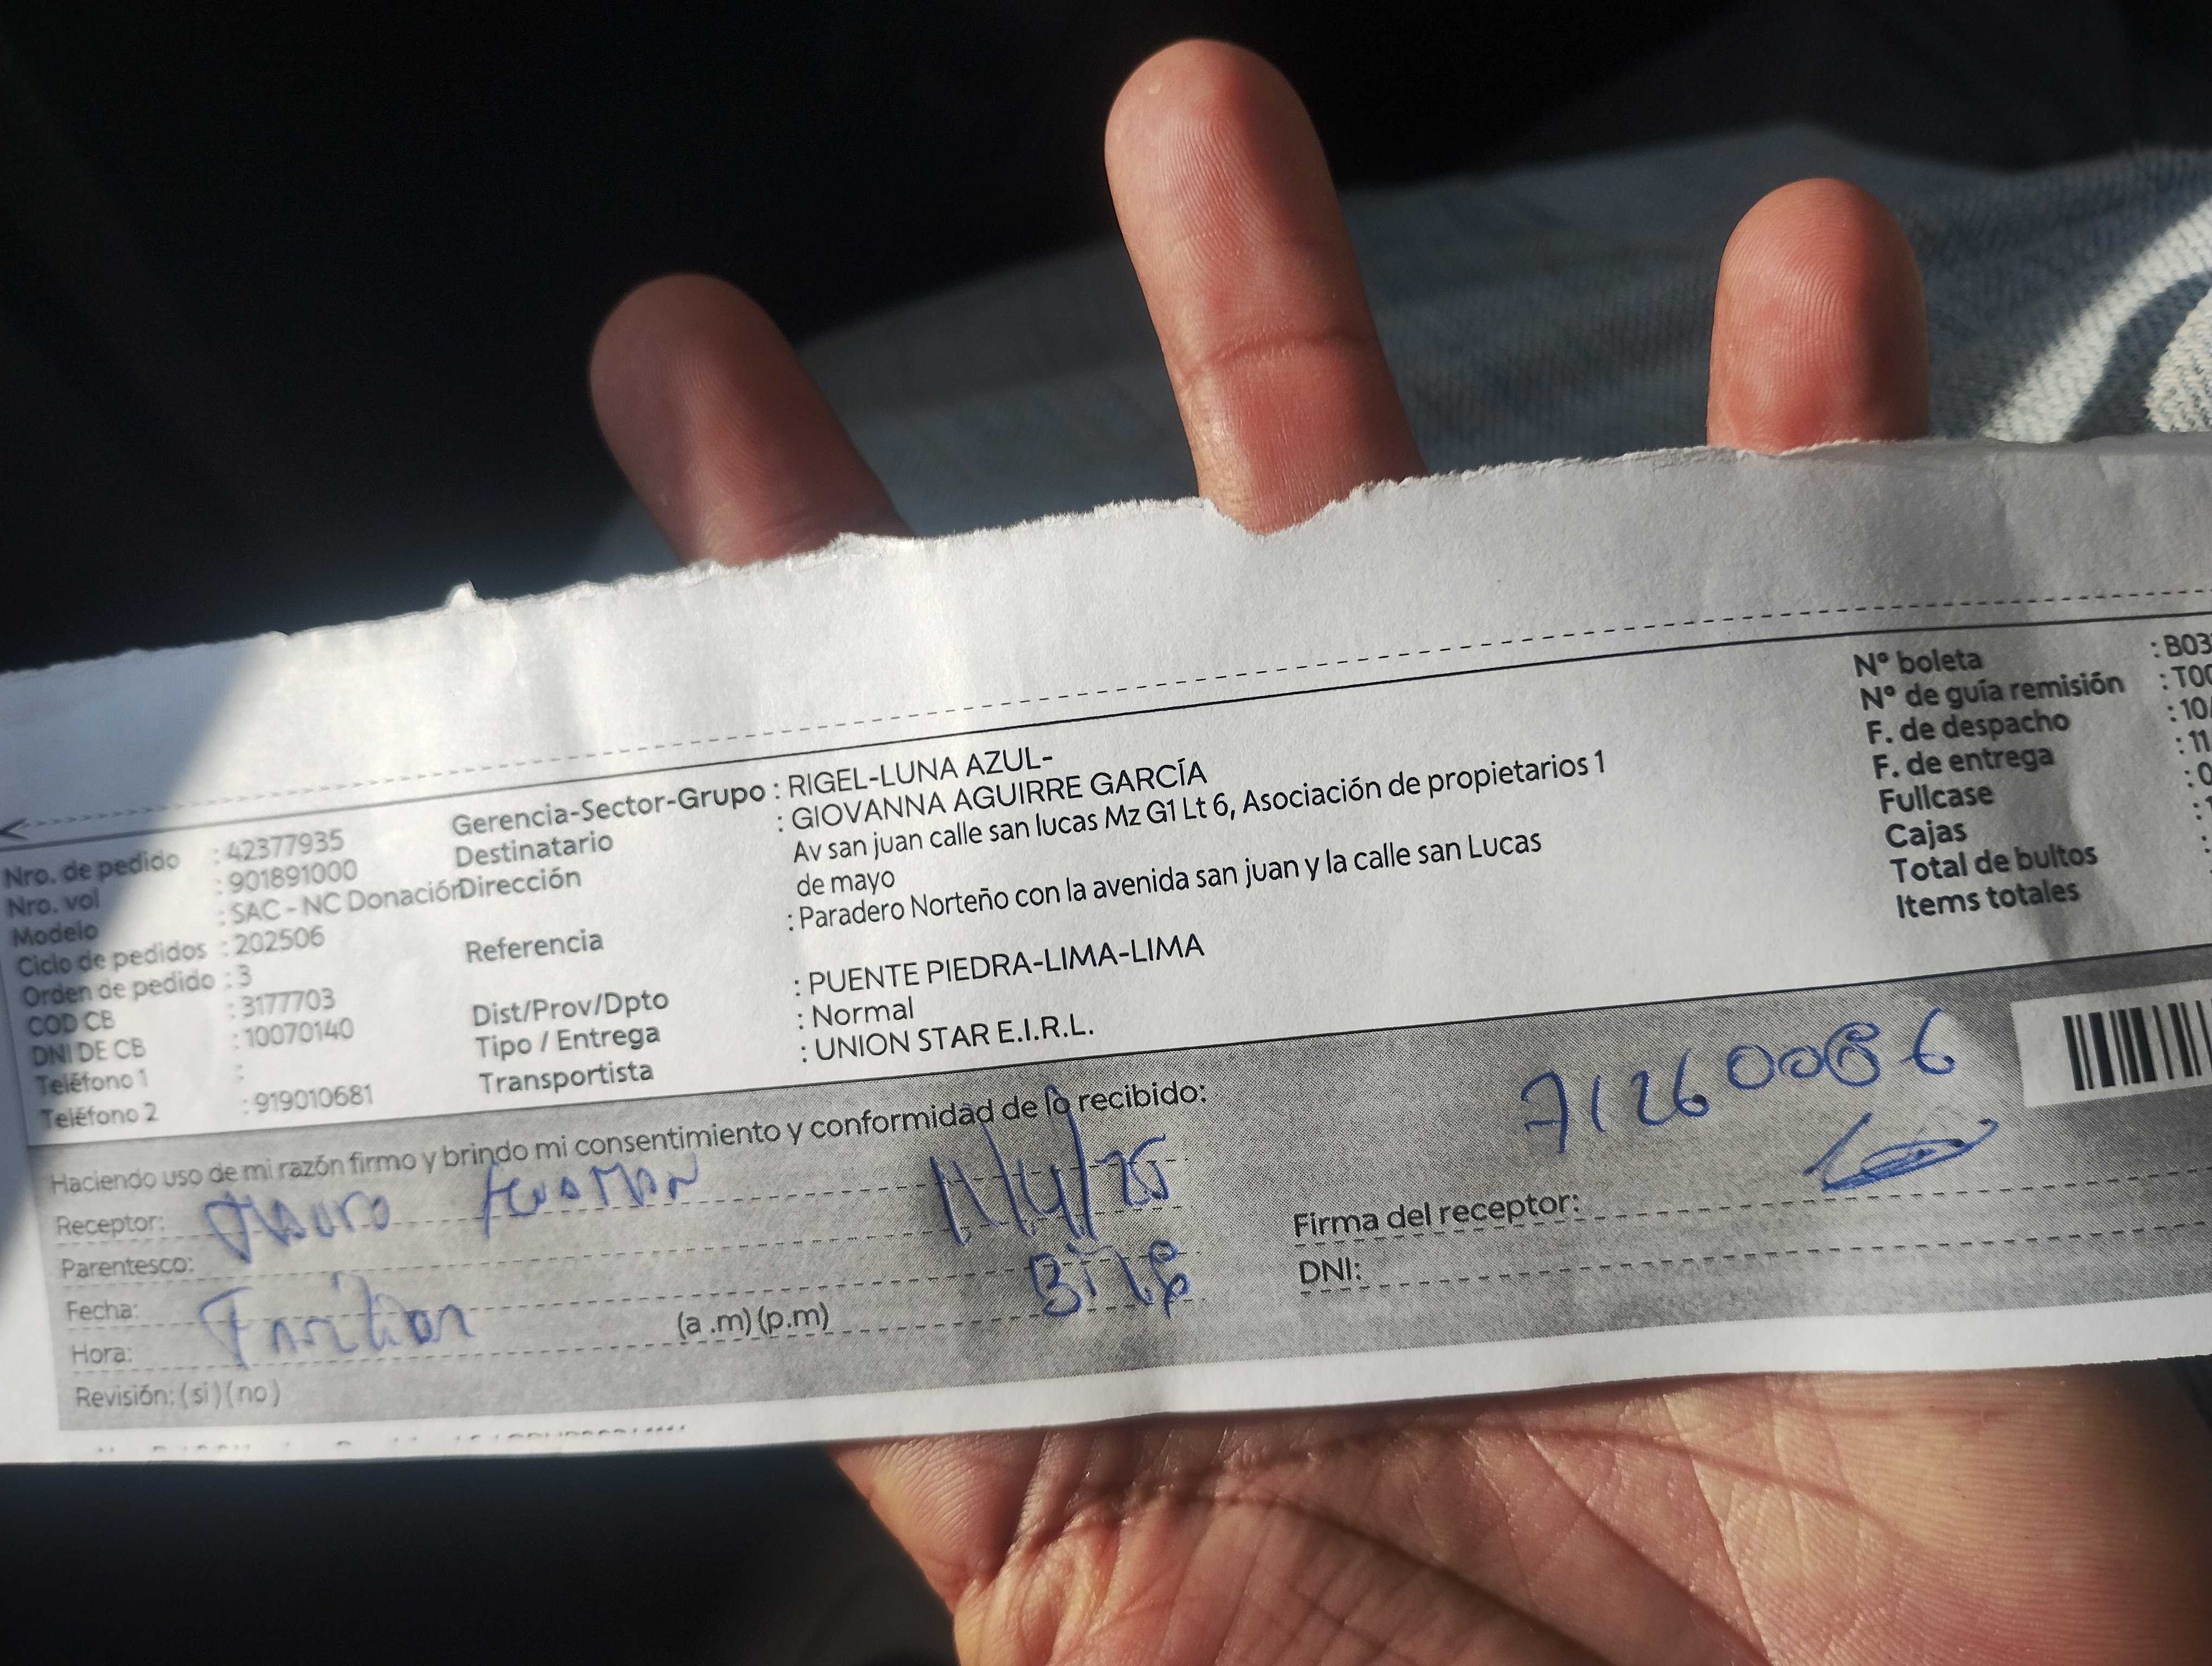 Nro. de pedido : 42377935
Nro. vol : 901891000
Modelo : SAC - NC Donación
Ciclo de pedidos : 202506
Orden de pedido : 3
COD CB : 3177703
DNI DE CB : 10070140
Teléfono 1 :
Teléfono 2 : 919010681
Gerencia-Sector-Grupo : RIGEL-LUNA AZUL-
Destinatario : GIOVANNA AGUIRRE GARCÍA
Dirección Av san juan calle san lucas Mz G1 Lt 6, Asociación de propietarios 1
de mayo
Referencia : Paradero Norteño con la avenida san juan y la calle san Lucas
Dist/Prov/Dpto : PUENTE PIEDRA-LIMA-LIMA
Tipo / Entrega : Normal
Transportista : UNION STAR E.I.R.L.
N° boleta : B03
N° de guía remisión : T00
F. de despacho : 10/
F. de entrega : 11
Fullcase : 0
Cajas :
Total de bultos :
Items totales
Haciendo uso de mi razón firmo y brindo mi consentimiento y conformidad de lo recibido:
Receptor: 11/4/25
Parentesco:
Fecha:
Hora: (a .m) (p.m)
Revisión: (si) (no)
71260086
Firma del receptor:
DNI: